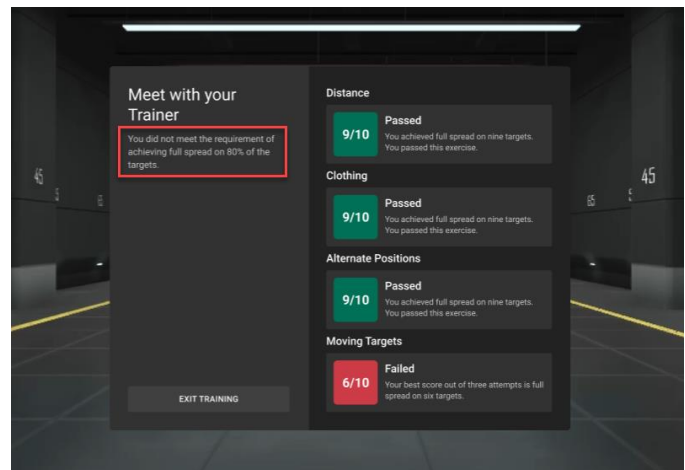 Meet with your
Trainer
You did not meet the requirement of
achieving full spread on 80% of the
targets.
EXIT TRAINING
Distance
9/10
Passed
You achieved full spread on nine targets.
You passed this exercise.
Clothing
9/10
Passed
You achieved full spread on nine targets.
You passed this exercise.
Alternate Positions
9/10
Passed
You achieved full spread on nine targets.
You passed this exercise.
Moving Targets
6/10
Failed
Your best score out of three attempts is full
spread on six targets.
45
45